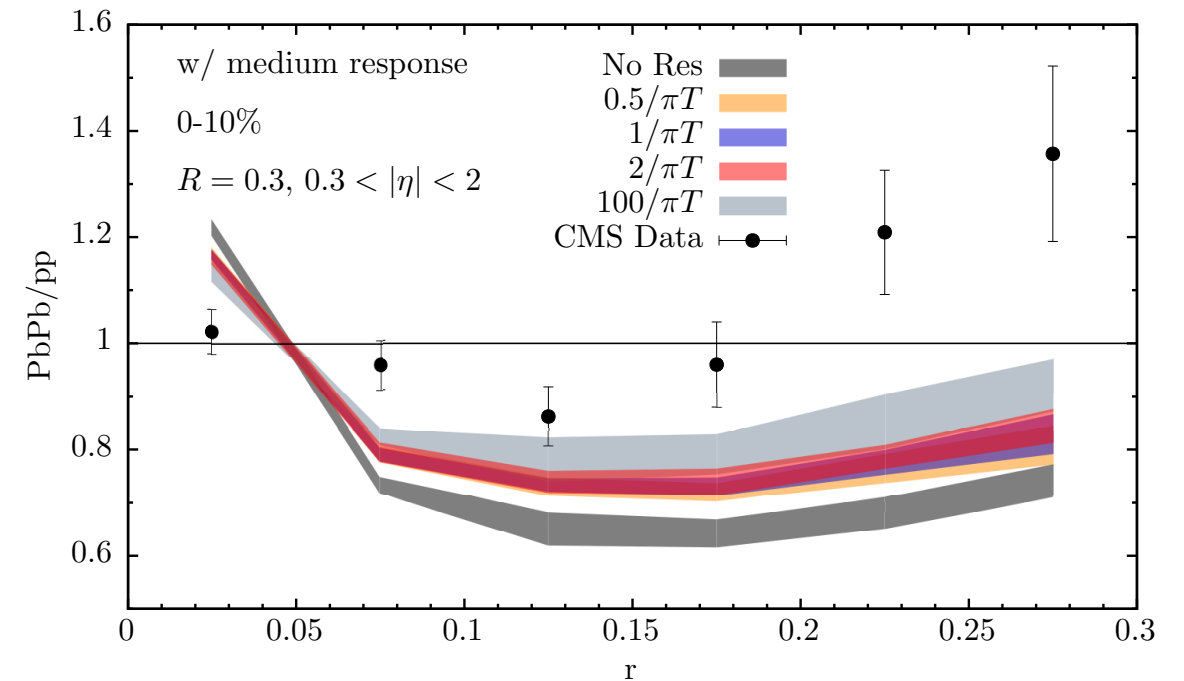 PbPb/pp
1.6
1.4
1.2
1
0.8
0.6
w/ medium response
0-10%
R = 0.3, 0.3 < |η| < 2
No Res
0.5/πT
1/πT
2/πT
100/πT
CMS Data
0 0.05 0.1 0.15 0.2 0.25 0.3
r